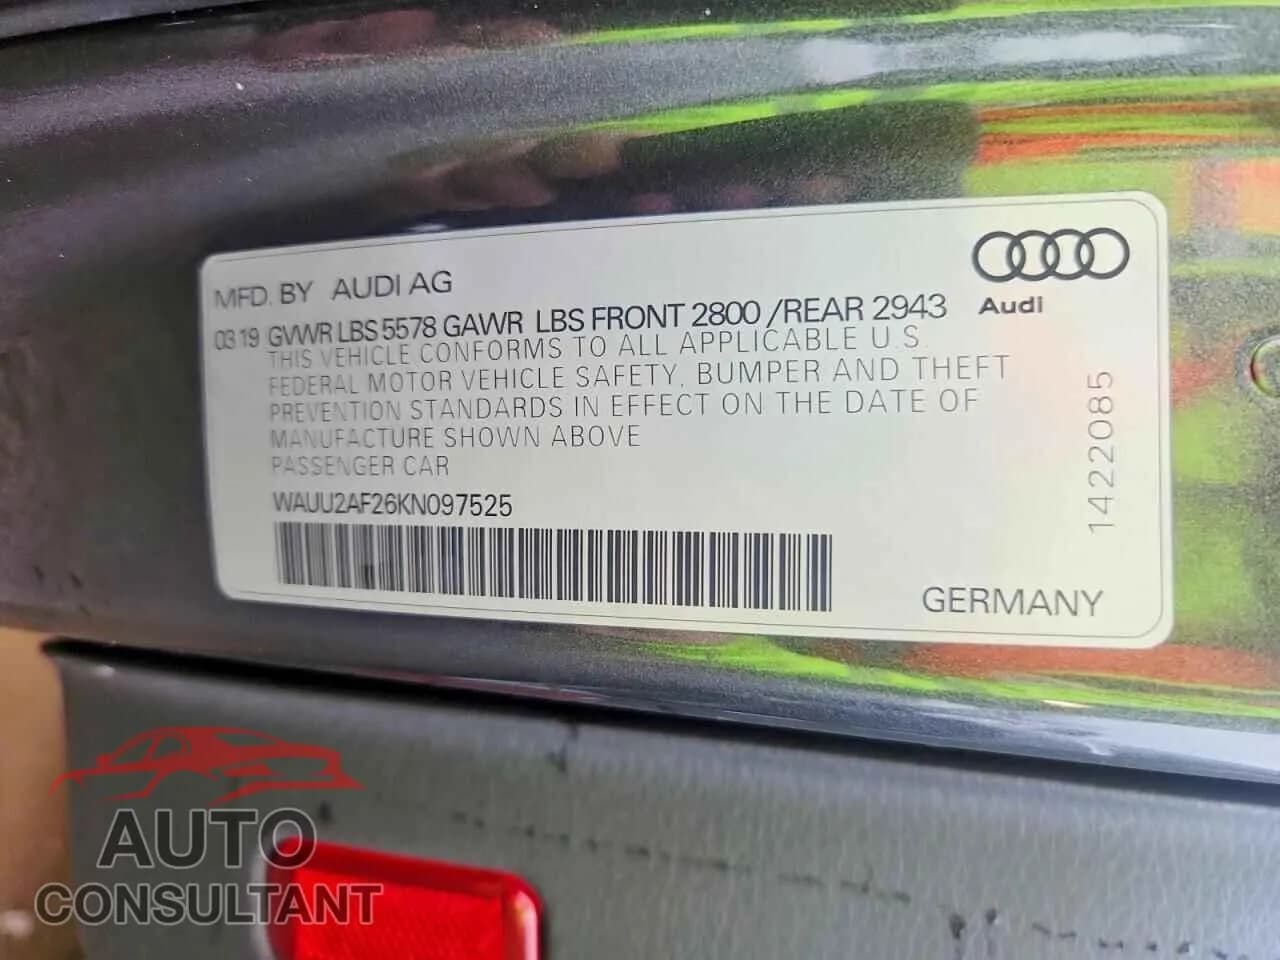 MFD. BY AUDI AG
Audi
0319 GVWR LBS 5578 GAWR LBS FRONT 2800 /REAR 2943
THIS VEHICLE CONFORMS TO ALL APPLICABLE U.S.
FEDERAL MOTOR VEHICLE SAFETY, BUMPER AND THEFT
PREVENTION STANDARDS IN EFFECT ON THE DATE OF
MANUFACTURE SHOWN ABOVE
PASSENGER CAR
WAUU2AF26KN097525
1422085
GERMANY
AUTO
CONSULTANT